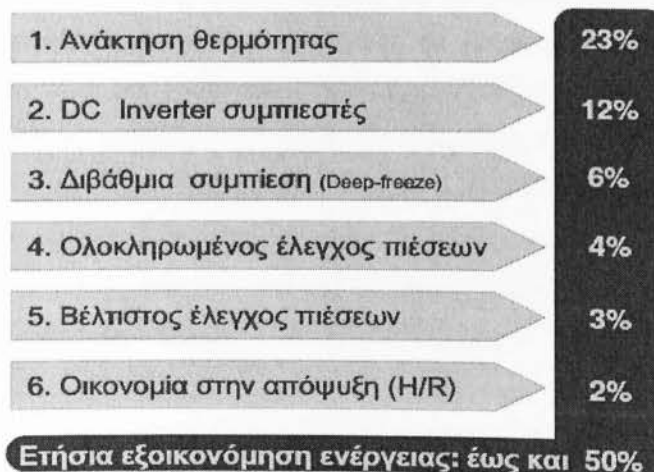 1. Ανάκτηση θερμότητας 23%
2. DC Inverter συμπιεστές 12%
3. Διβάθμια συμπίεση (Deep-freeze) 6%
4. Ολοκληρωμένος έλεγχος πιέσεων 4%
5. Βέλτιστος έλεγχος πιέσεων 3%
6. Οικονομία στην απόψυξη (H/R) 2%
Ετήσια εξοικονόμηση ενέργειας: έως και 50%